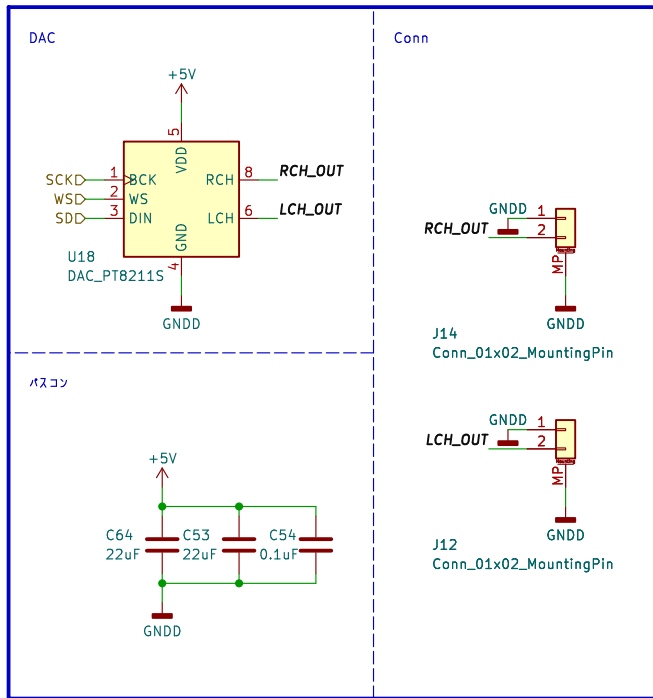 DAC
+5V
5
VDD
SCK
1
BCK
RCH
8
RCH_OUT
WS
2
WS
SD
3
DIN
LCH
6
LCH_OUT
GND
4
U18
DAC_PT8211S
GNDD
パスコン
+5V
C64
22uF
C53
22uF
C54
0.1uF
GNDD
Conn
GNDD
1
RCH_OUT
2
Mounting
MP
GNDD
J14
Conn_01x02_MountingPin
GNDD
1
LCH_OUT
2
Mounting
MP
GNDD
J12
Conn_01x02_MountingPin